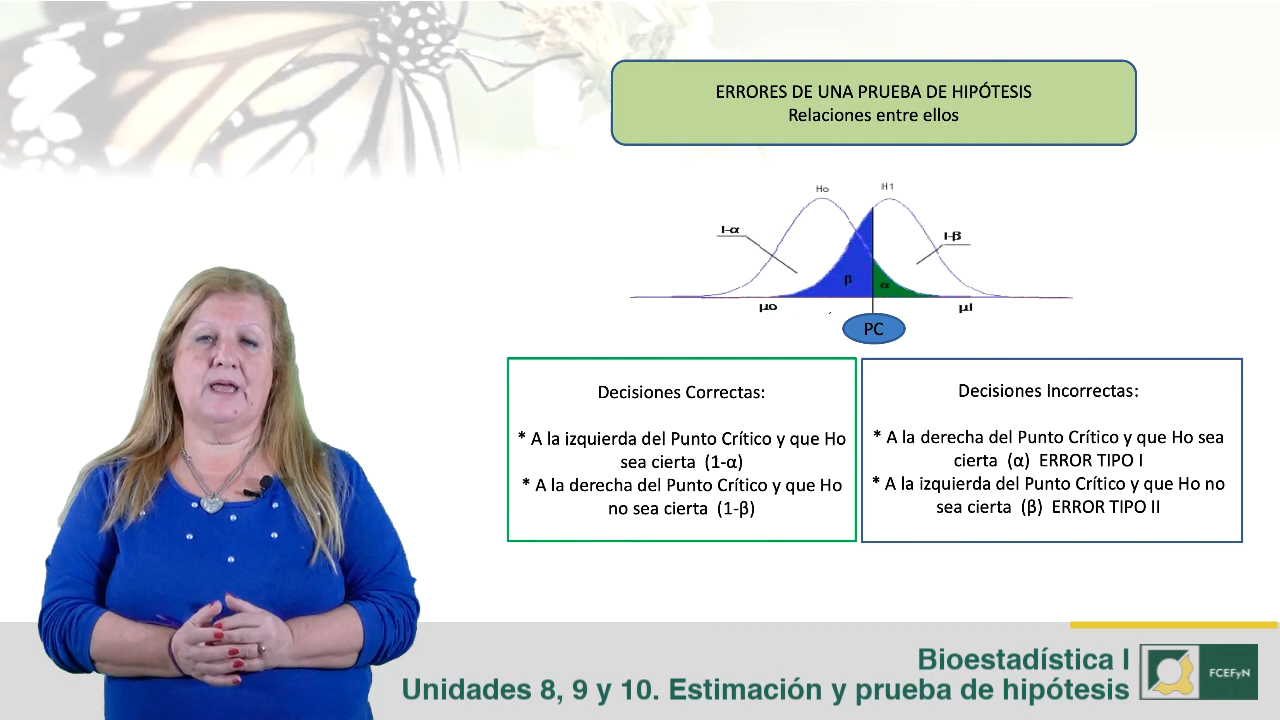 ERRORES DE UNA PRUEBA DE HIPÓTESIS
Relaciones entre ellos
Ho
H1
1-α
1-β
β
α
μo
μ1
PC
Decisiones Correctas:
* A la izquierda del Punto Crítico y que Ho
sea cierta (1-α)
* A la derecha del Punto Crítico y que Ho
no sea cierta (1-β)
Decisiones Incorrectas:
* A la derecha del Punto Crítico y que Ho sea
cierta (α) ERROR TIPO I
* A la izquierda del Punto Crítico y que Ho no
sea cierta (β) ERROR TIPO II
Bioestadística I
Unidades 8, 9 y 10. Estimación y prueba de hipótesis
FCEFyN